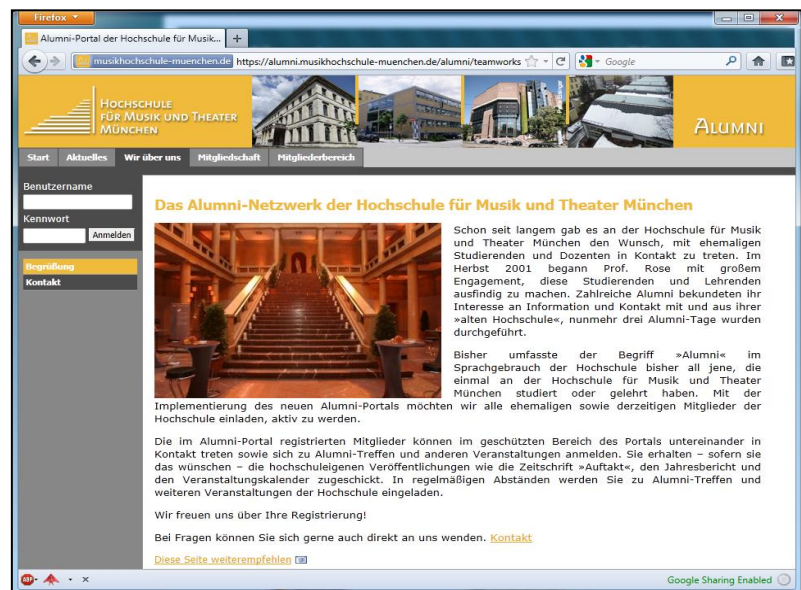 Firefox
Alumni-Portal der Hochschule für Musik...
musikhochschule-muenchen.de https://alumni.musikhochschule-muenchen.de/alumni/teamworks
Google
HOCHSCHULE
FÜR MUSIK UND THEATER
MÜNCHEN
ALUMNI
Start Aktuelles Wir über uns Mitgliedschaft Mitgliederbereich
Benutzername
Kennwort
Anmelden
Begrüßung
Kontakt
Das Alumni-Netzwerk der Hochschule für Musik und Theater München
Schon seit langem gab es an der Hochschule für Musik
und Theater München den Wunsch, mit ehemaligen
Studierenden und Dozenten in Kontakt zu treten. Im
Herbst 2001 begann Prof. Rose mit großem
Engagement, diese Studierenden und Lehrenden
ausfindig zu machen. Zahlreiche Alumni bekundeten ihr
Interesse an Information und Kontakt mit und aus ihrer
»alten Hochschule«, nunmehr drei Alumni-Tage wurden
durchgeführt.
Bisher umfasste der Begriff »Alumni« im
Sprachgebrauch der Hochschule bisher all jene, die
einmal an der Hochschule für Musik und Theater
München studiert oder gelehrt haben. Mit der
Implementierung des neuen Alumni-Portals möchten wir alle ehemaligen sowie derzeitigen Mitglieder der
Hochschule einladen, aktiv zu werden.
Die im Alumni-Portal registrierten Mitglieder können im geschützten Bereich des Portals untereinander in
Kontakt treten sowie sich zu Alumni-Treffen und anderen Veranstaltungen anmelden. Sie erhalten – sofern sie
das wünschen – die hochschuleigenen Veröffentlichungen wie die Zeitschrift »Auftakt«, den Jahresbericht und
den Veranstaltungskalender zugeschickt. In regelmäßigen Abständen werden Sie zu Alumni-Treffen und
weiteren Veranstaltungen der Hochschule eingeladen.
Wir freuen uns über Ihre Registrierung!
Bei Fragen können Sie sich gerne auch direkt an uns wenden. Kontakt
Diese Seite weiterempfehlen
ABP
Google Sharing Enabled